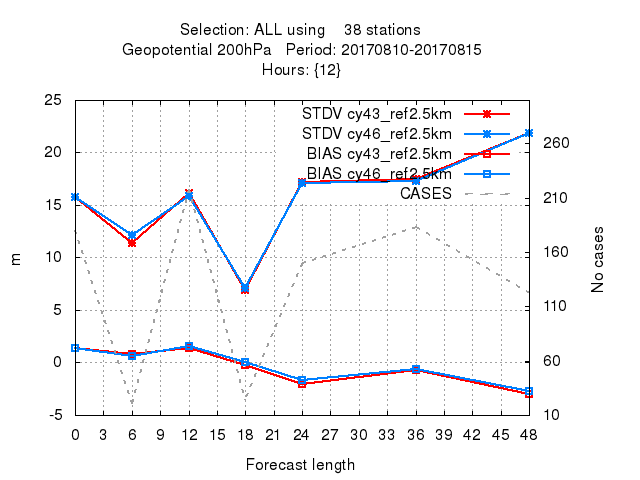 Selection: ALL using 38 stations
Geopotential 200hPa Period: 20170810-20170815
Hours: {12}
STDV cy43_ref2.5km
STDV cy46_ref2.5km
BIAS cy43_ref2.5km
BIAS cy46_ref2.5km
CASES
25
20
15
10
5
0
-5
m
260
210
160
110
60
10
No cases
0 3 6 9 12 15 18 21 24 27 30 33 36 39 42 45 48
Forecast length